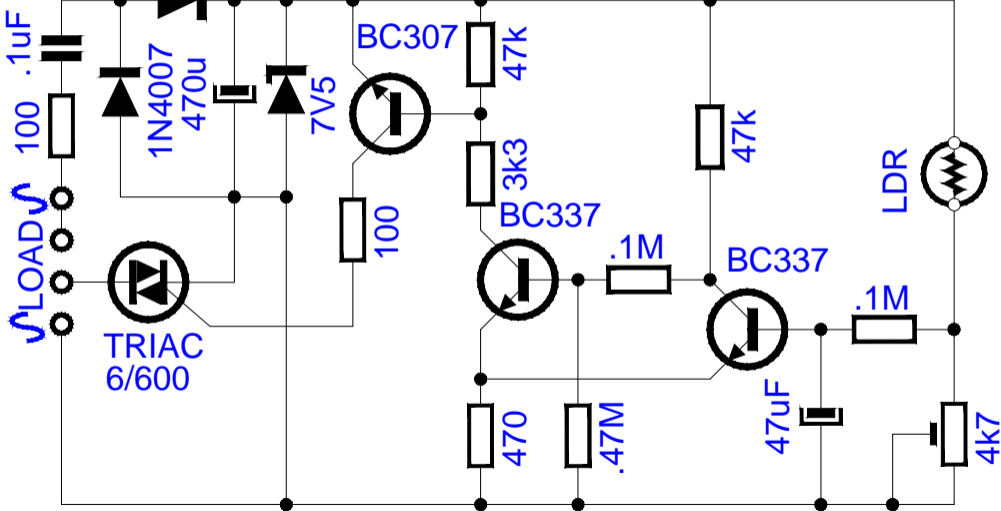 .1uF
100
1N4007
470u
7V5
BC307
47k
3k3
47k
LDR
BC337
100
LOAD
.1M
BC337
.1M
TRIAC
6/600
470
.47M
47uF
4k7